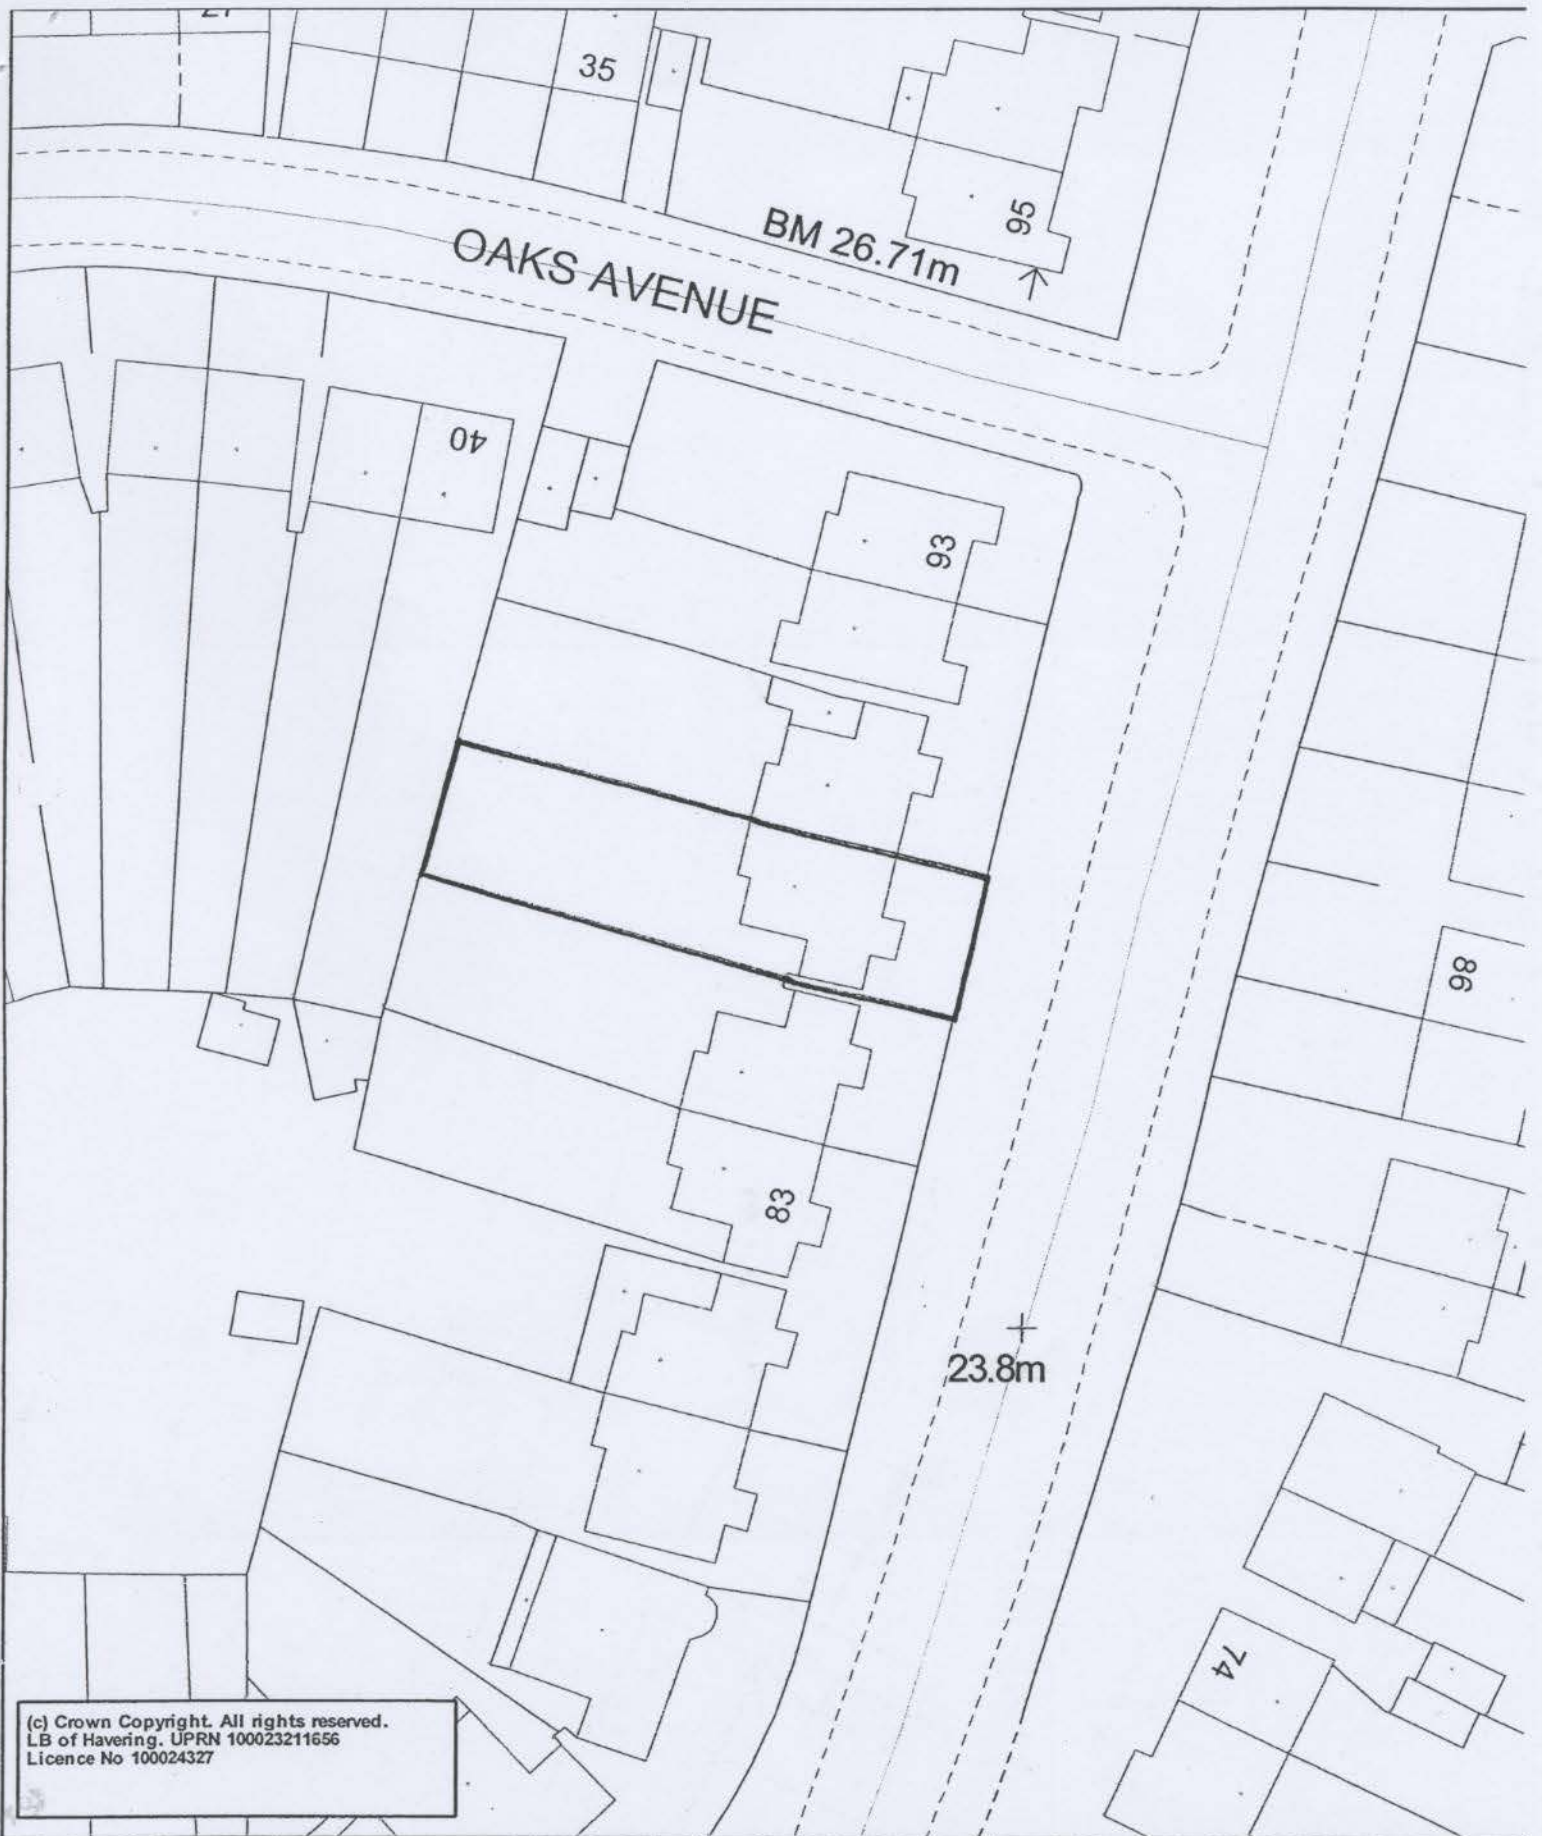 35
95
BM 26.71m
OAKS AVENUE
40
93
98
83
23.8m
74
(c) Crown Copyright. All rights reserved.
LB of Havering. UPRN 100023211656
Licence No 100024327